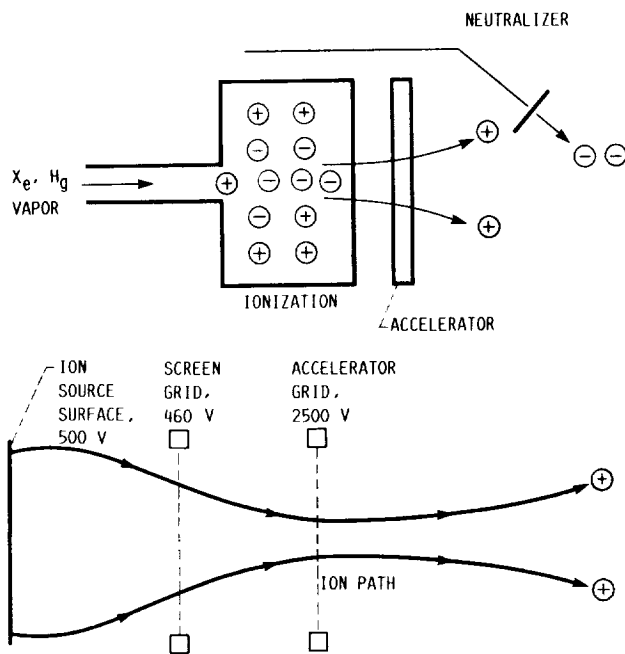 NEUTRALIZER
Xe, Hg
VAPOR
IONIZATION
ACCELERATOR
ION
SOURCE
SURFACE,
500 V
SCREEN
GRID,
460 V
ACCELERATOR
GRID,
2500 V
ION PATH